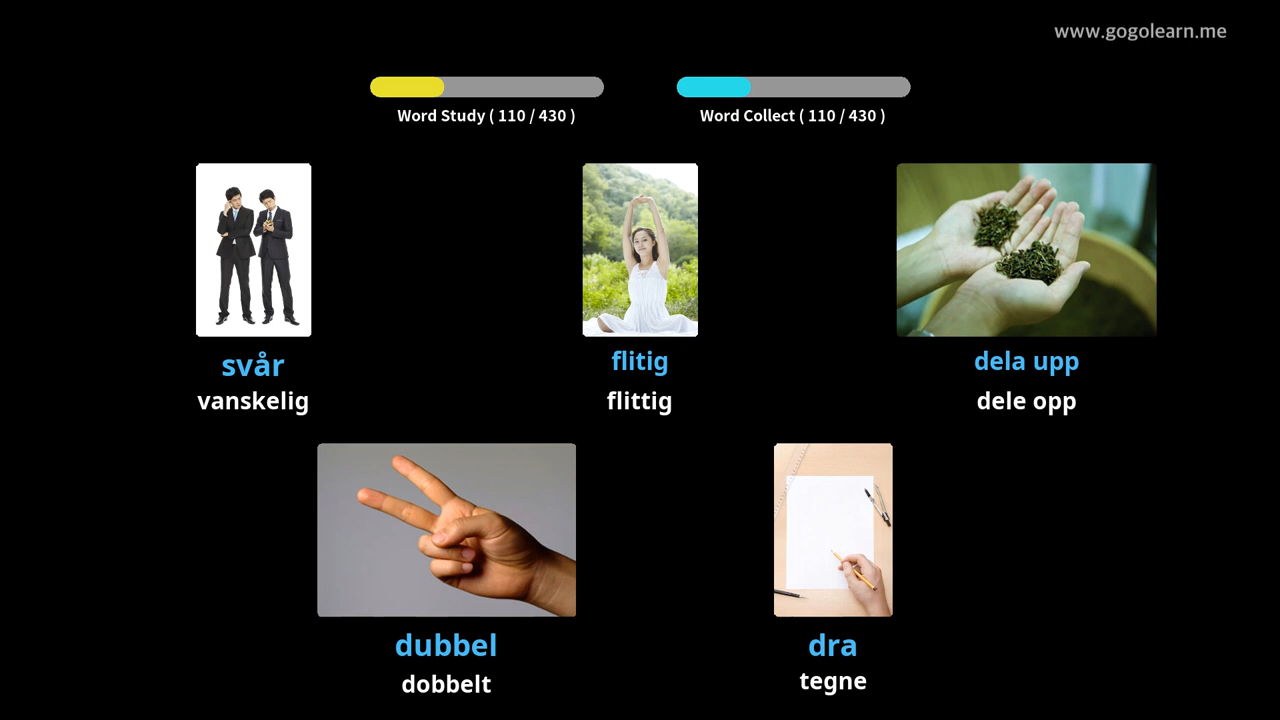 www.gogolearn.me
Word Study ( 110 / 430 )
Word Collect ( 110 / 430 )
svår
vanskelig
flitig
flittig
dela upp
dele opp
dubbel
dobbelt
dra
tegne